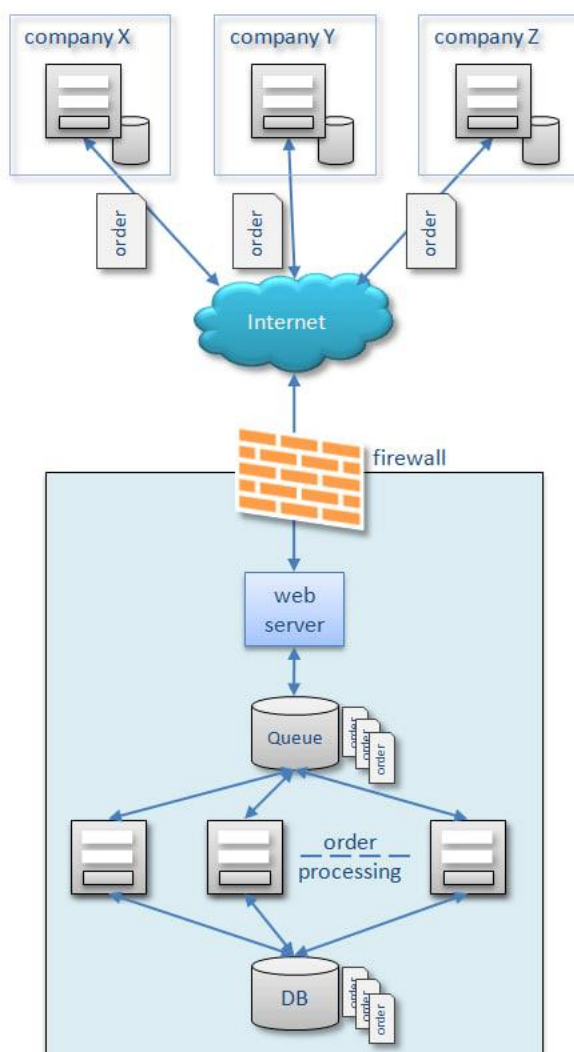 company X
company Y
company Z
order
order
order
Internet
firewall
web
server
Queue
order
order
order
order
processing
DB
order
order
order